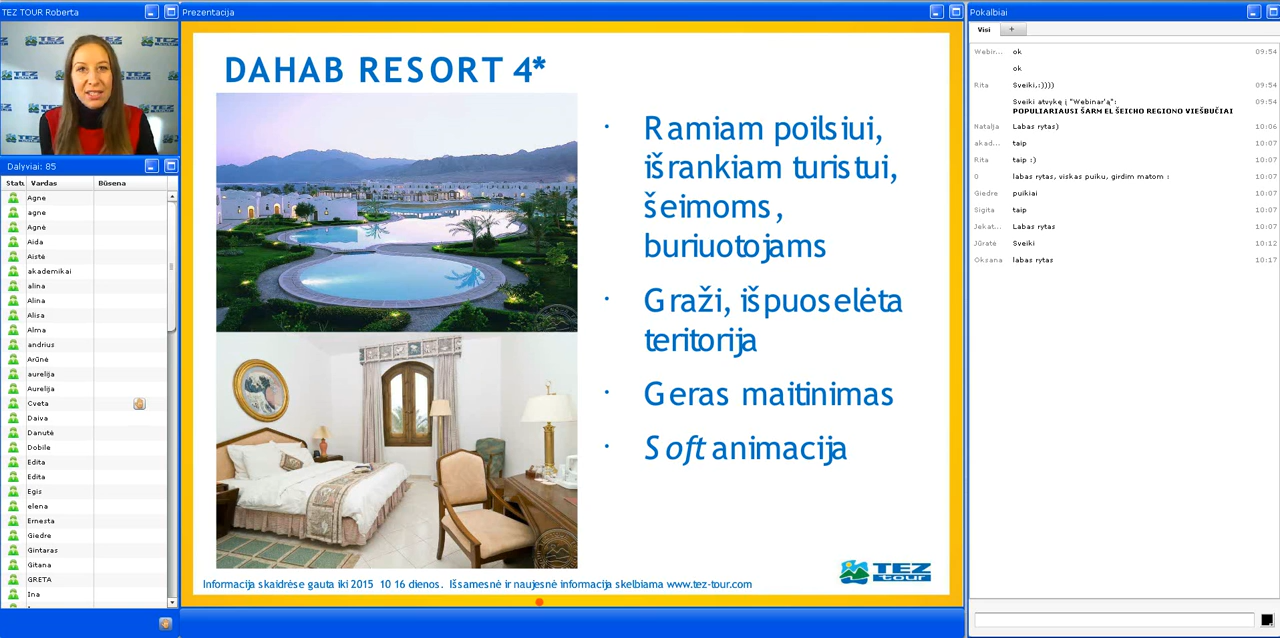 TEZ TOUR Roberta
Dalyviai: 85
Statu Vardas Būsena
Agne
agne
Agnė
Aida
Aistė
akademikai
alina
Alina
Alisa
Alma
andrius
Arūnė
aurelija
Aurelija
Cveta
Daiva
Danutė
Dobile
Edita
Edita
Egis
elena
Ernesta
Giedre
Gintaras
Gitana
GRETA
Ina
Prezentacija
DAHAB RESORT 4*
· Ramiam poilsiui,
išrankiam turistui,
šeimoms,
buriuotojams
· Graži, išpuoselėta
teritorija
· Geras maitinimas
· Soft animacija
TEZ
tour
Informacija skaidrėse gauta iki 2015 10 16 dienos. Išsamesnė ir naujesnė informacija skelbiama www.tez-tour.com
Pokalbiai
Visi +
Webir... ok 09:54
ok
Rita Sveiki,:)))) 09:54
Sveiki atvykę į "Webinar'ą": 09:54
POPULIARIAUSI ŠARM EL ŠEICHO REGIONO VIEŠBUČIAI
Natalja Labas rytas) 10:06
akad... taip 10:07
Rita taip :) 10:07
0 labas rytas, viskas puiku, girdim matom : 10:07
Giedre puikiai 10:07
Sigita taip 10:07
Jekat... Labas rytas 10:07
Jūratė Sveiki 10:12
Oksana labas rytas 10:17